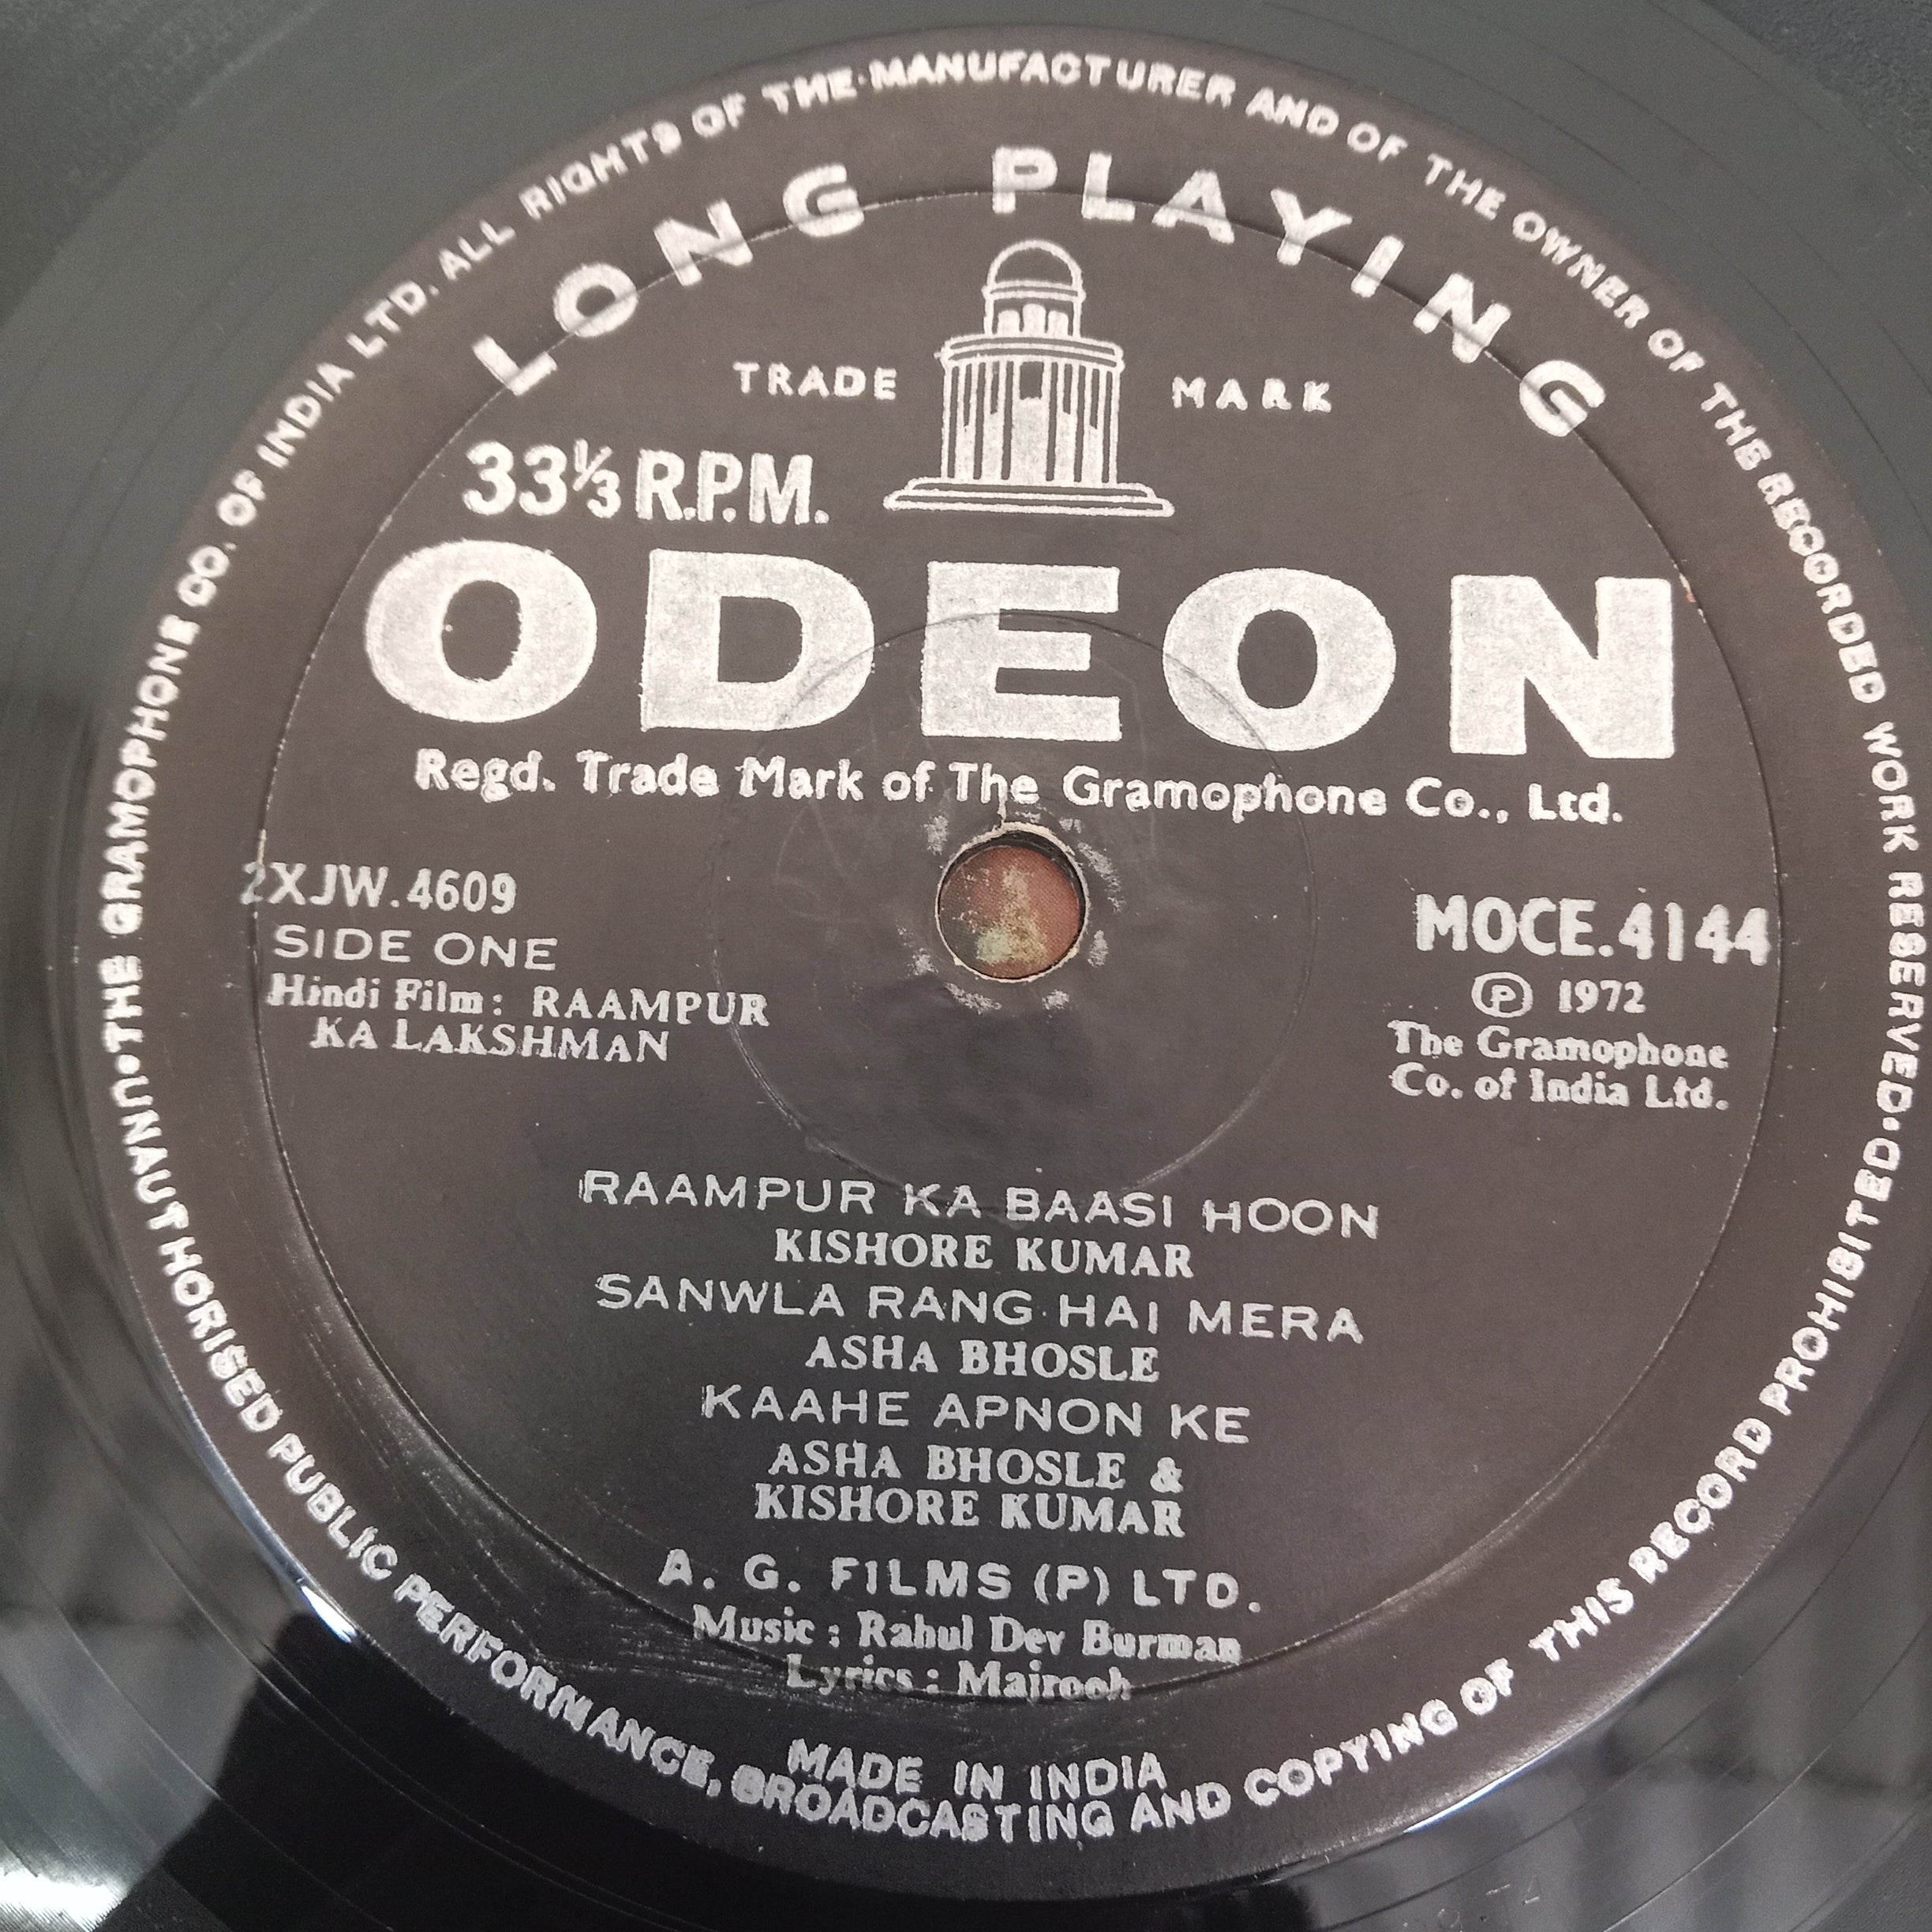 THE GRAMOPHONE CO. OF INDIA LTD. ALL RIGHTS OF THE MANUFACTURER AND OF THE OWNER OF THE RECORDED WORK RESERVED.
LONG PLAYING
TRADE MARK
33⅓ R.P.M.
ODEON
Regd. Trade Mark of The Gramophone Co., Ltd.
2XJW.4609
SIDE ONE
Hindi Film: RAAMPUR
KA LAKSHMAN
MOCE.4144
Ⓟ 1972
The Gramophone
Co. of India Ltd.
RAAMPUR KA BAASI HOON
KISHORE KUMAR
SANWLA RANG HAI MERA
ASHA BHOSLE
KAAHE APNON KE
ASHA BHOSLE &
KISHORE KUMAR
A. G. FILMS (P) LTD.
Music : Rahul Dev Burman
Lyrics : Majrooh
MADE IN INDIA
UNAUTHORISED PUBLIC PERFORMANCE, BROADCASTING AND COPYING OF THIS RECORD PROHIBITED.